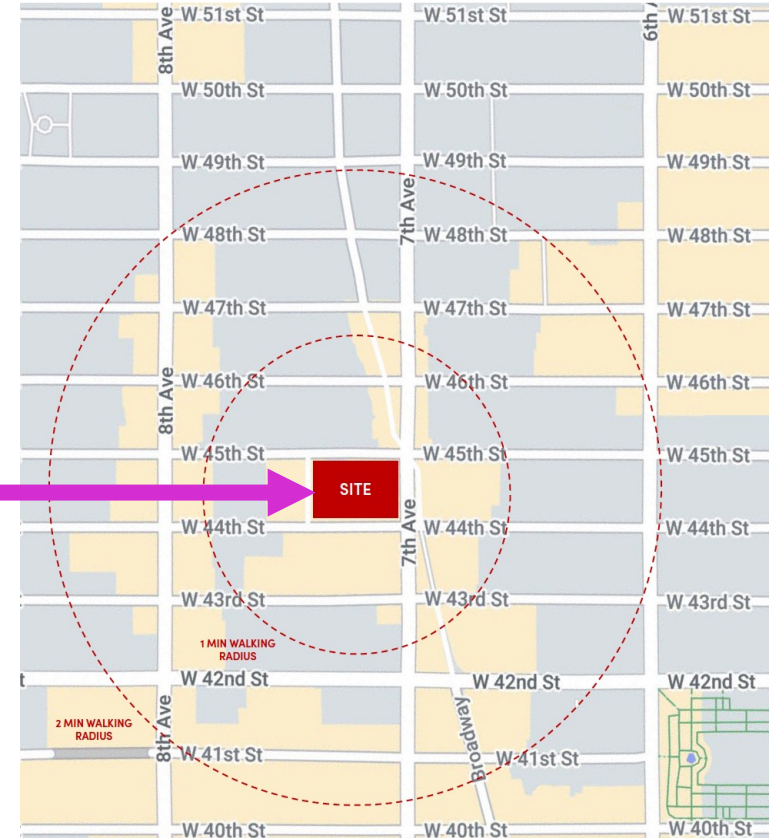 8th Ave
W 51st St
W 51st St
6th
W 51st St
W 50th St
W 50th St
W 50th St
W 49th St
W 49th St
W 49th St
7th Ave
W 48th St
W 48th St
W 48th St
W 47th St
W 47th St
W 47th St
8th Ave
W 46th St
W 46th St
W 46th St
W 45th St
W 45th St
W 45th St
SITE
7th Ave
W 44th St
W 44th St
W 44th St
W 43rd St
W 43rd St
W 43rd St
1 MIN WALKING
RADIUS
t
W 42nd St
W 42nd St
W 42nd St
2 MIN WALKING
RADIUS
8th Ave
Broadway
W 41st St
W 41st St
W 40th St
W 40th St
W 40th St